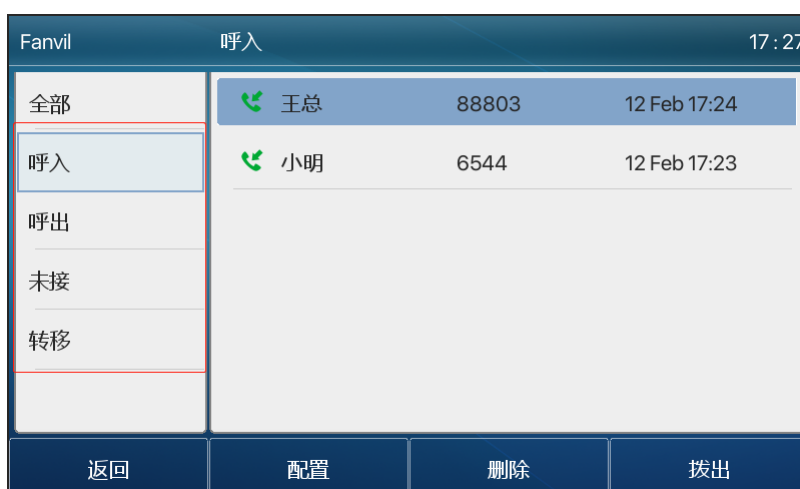 Fanvil 呼入 17:27
全部
呼入
呼出
未接
转移
王总 88803 12 Feb 17:24
小明 6544 12 Feb 17:23
返回 配置 删除 拨出